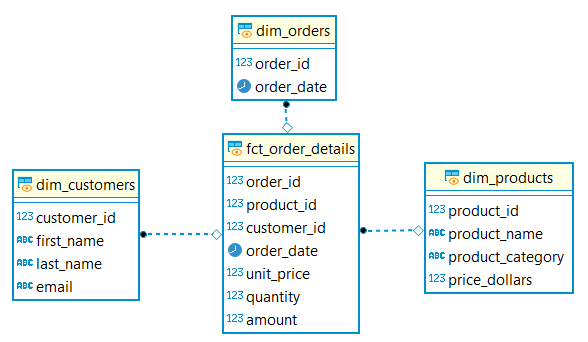 dim_orders
123 order_id
order_date
fct_order_details
123 order_id
123 product_id
123 customer_id
order_date
123 unit_price
123 quantity
123 amount
dim_customers
123 customer_id
ABC first_name
ABC last_name
ABC email
dim_products
123 product_id
ABC product_name
ABC product_category
123 price_dollars